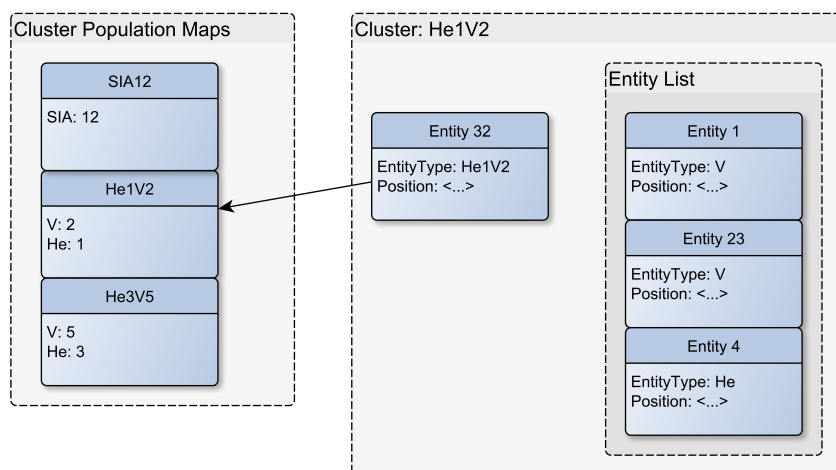 Cluster Population Maps
SIA12
SIA: 12
He1V2
V: 2
He: 1
He3V5
V: 5
He: 3
Cluster: He1V2
Entity 32
EntityType: He1V2
Position: <...>
Entity List
Entity 1
EntityType: V
Position: <...>
Entity 23
EntityType: V
Position: <...>
Entity 4
EntityType: He
Position: <...>